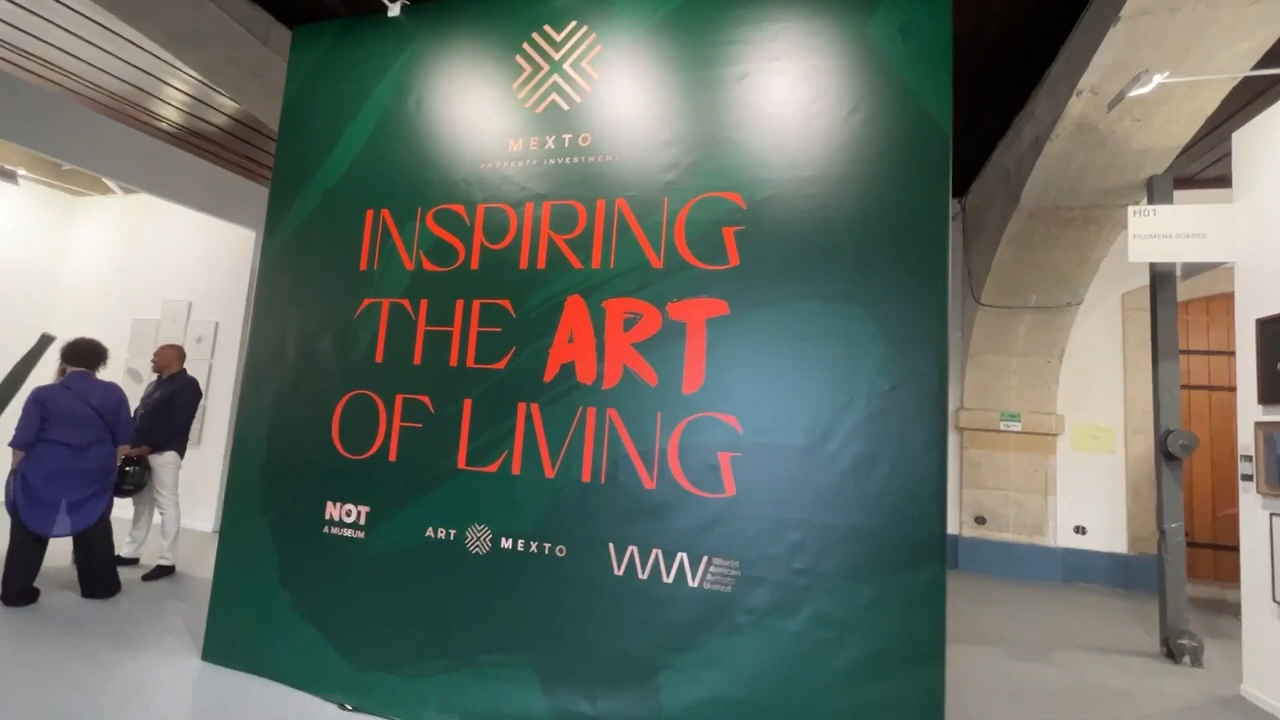 MEXTO
PROPERTY INVESTMENT
INSPIRING
THE ART
OF LIVING
NOT
A MUSEUM
ART MEXTO
World
African
Artists
United
H01
FILOMENA SOARES